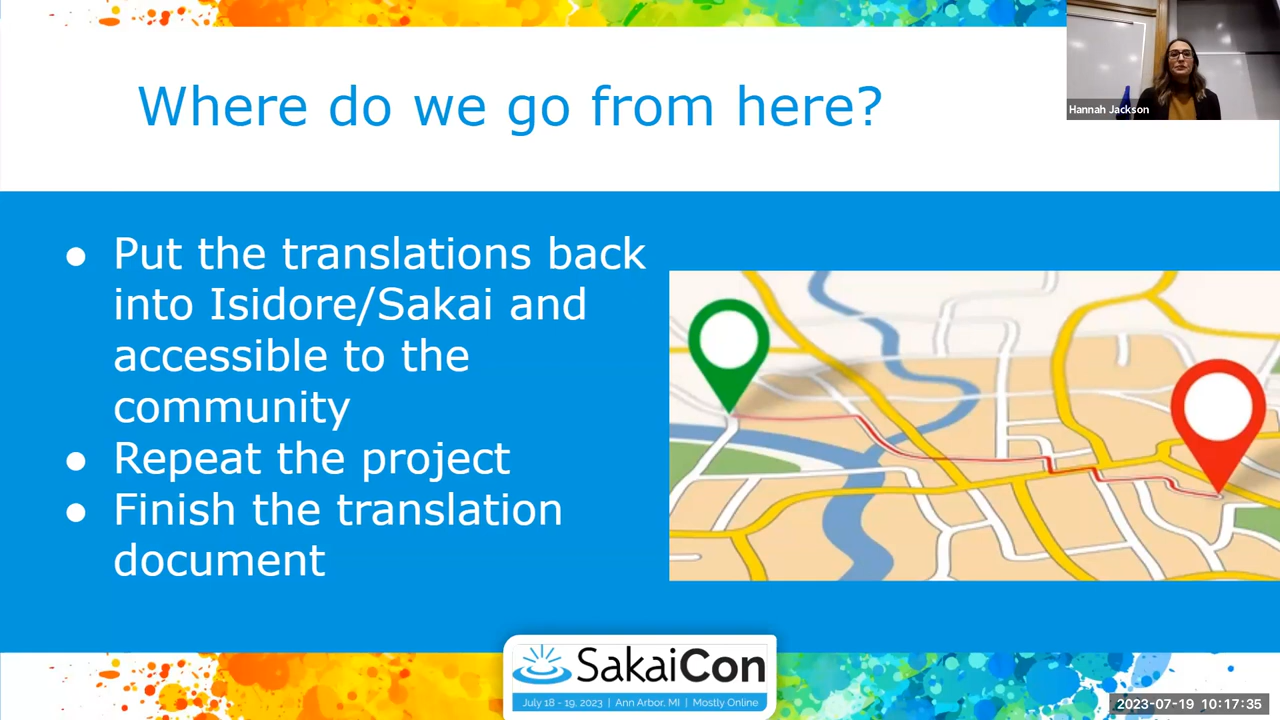 Where do we go from here?
Hannah Jackson
● Put the translations back
into Isidore/Sakai and
accessible to the
community
● Repeat the project
● Finish the translation
document
SakaiCon
July 18 - 19, 2023 | Ann Arbor, MI | Mostly Online
2023-07-19 10:17:35